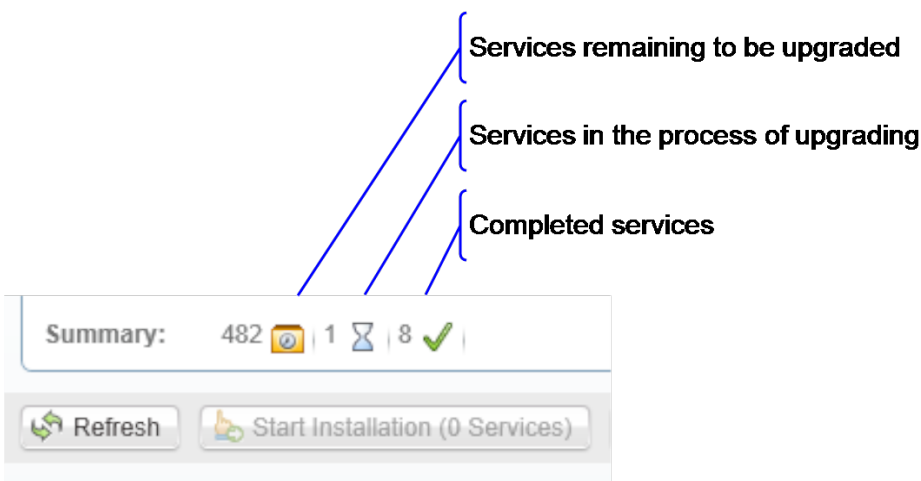 Services remaining to be upgraded
Services in the process of upgrading
Completed services
Summary: 482 1 8
Refresh Start Installation (0 Services)